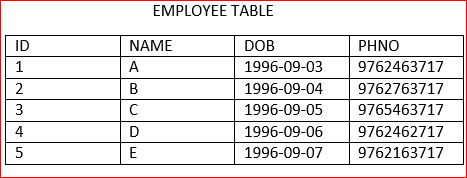 EMPLOYEE TABLE
ID NAME DOB PHNO
1 A 1996-09-03 9762463717
2 B 1996-09-04 9762763717
3 C 1996-09-05 9765463717
4 D 1996-09-06 9762462717
5 E 1996-09-07 9762163717